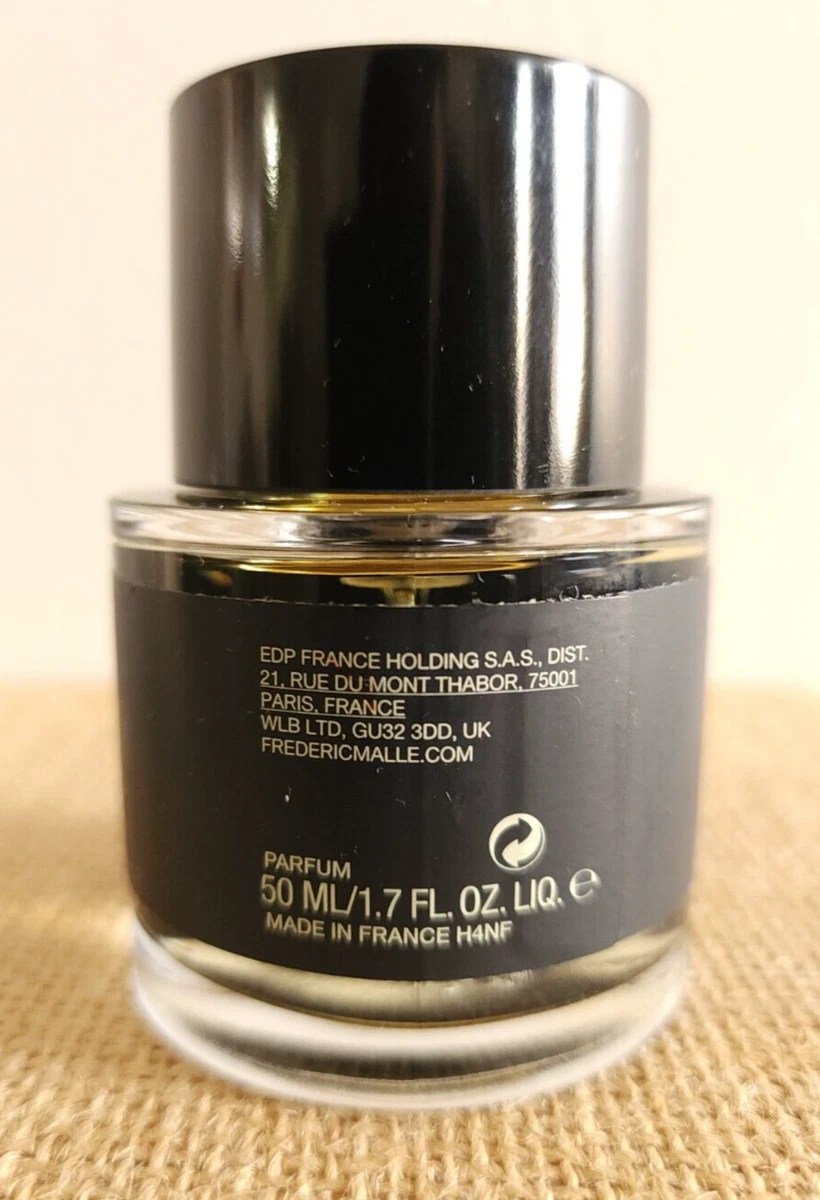 EDP FRANCE HOLDING S.A.S., DIST.
21, RUE DU MONT THABOR, 75001
PARIS, FRANCE
WLB LTD, GU32 3DD, UK
FREDERICMALLE.COM
PARFUM
50 ML/1.7 FL. OZ. LIQ. ℮
MADE IN FRANCE H4NF